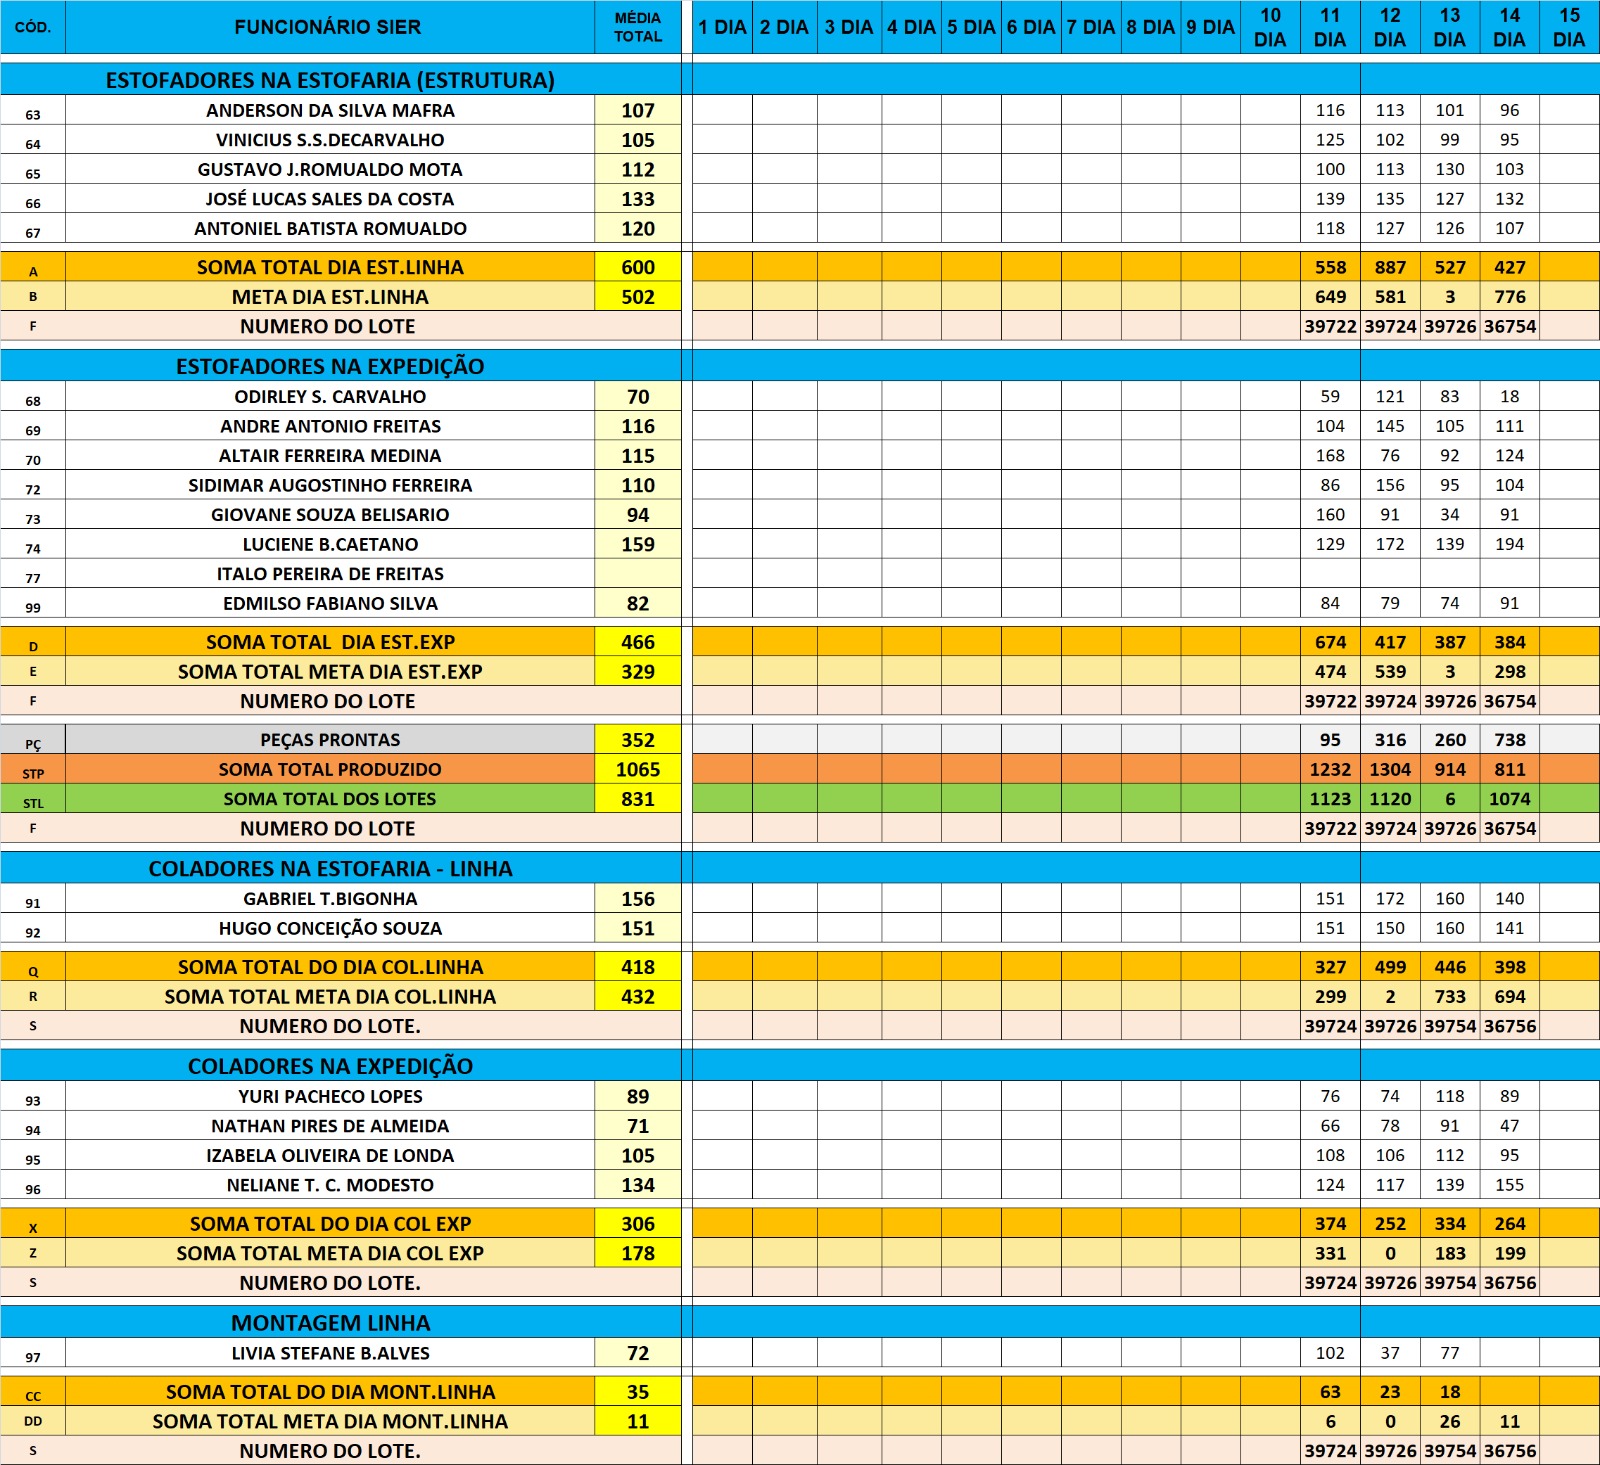 CÓD. FUNCIONÁRIO SIER MÉDIA TOTAL 1 DIA 2 DIA 3 DIA 4 DIA 5 DIA 6 DIA 7 DIA 8 DIA 9 DIA 10 DIA 11 DIA 12 DIA 13 DIA 14 DIA 15 DIA
ESTOFADORES NA ESTOFARIA (ESTRUTURA)
63 ANDERSON DA SILVA MAFRA 107 116 113 101 96
64 VINICIUS S.S.DECARVALHO 105 125 102 99 95
65 GUSTAVO J.ROMUALDO MOTA 112 100 113 130 103
66 JOSÉ LUCAS SALES DA COSTA 133 139 135 127 132
67 ANTONIEL BATISTA ROMUALDO 120 118 127 126 107
A SOMA TOTAL DIA EST.LINHA 600 558 887 527 427
B META DIA EST.LINHA 502 649 581 3 776
F NUMERO DO LOTE 39722 39724 39726 36754
ESTOFADORES NA EXPEDIÇÃO
68 ODIRLEY S. CARVALHO 70 59 121 83 18
69 ANDRE ANTONIO FREITAS 116 104 145 105 111
70 ALTAIR FERREIRA MEDINA 115 168 76 92 124
72 SIDIMAR AUGOSTINHO FERREIRA 110 86 156 95 104
73 GIOVANE SOUZA BELISARIO 94 160 91 34 91
74 LUCIENE B.CAETANO 159 129 172 139 194
77 ITALO PEREIRA DE FREITAS
99 EDMILSO FABIANO SILVA 82 84 79 74 91
D SOMA TOTAL DIA EST.EXP 466 674 417 387 384
E SOMA TOTAL META DIA EST.EXP 329 474 539 3 298
F NUMERO DO LOTE 39722 39724 39726 36754
PÇ PEÇAS PRONTAS 352 95 316 260 738
STP SOMA TOTAL PRODUZIDO 1065 1232 1304 914 811
STL SOMA TOTAL DOS LOTES 831 1123 1120 6 1074
F NUMERO DO LOTE 39722 39724 39726 36754
COLADORES NA ESTOFARIA - LINHA
91 GABRIEL T.BIGONHA 156 151 172 160 140
92 HUGO CONCEIÇÃO SOUZA 151 151 150 160 141
Q SOMA TOTAL DO DIA COL.LINHA 418 327 499 446 398
R SOMA TOTAL META DIA COL.LINHA 432 299 2 733 694
S NUMERO DO LOTE. 39724 39726 39754 36756
COLADORES NA EXPEDIÇÃO
93 YURI PACHECO LOPES 89 76 74 118 89
94 NATHAN PIRES DE ALMEIDA 71 66 78 91 47
95 IZABELA OLIVEIRA DE LONDA 105 108 106 112 95
96 NELIANE T. C. MODESTO 134 124 117 139 155
X SOMA TOTAL DO DIA COL EXP 306 374 252 334 264
Z SOMA TOTAL META DIA COL EXP 178 331 0 183 199
S NUMERO DO LOTE. 39724 39726 39754 36756
MONTAGEM LINHA
97 LIVIA STEFANE B.ALVES 72 102 37 77
CC SOMA TOTAL DO DIA MONT.LINHA 35 63 23 18
DD SOMA TOTAL META DIA MONT.LINHA 11 6 0 26 11
S NUMERO DO LOTE. 39724 39726 39754 36756